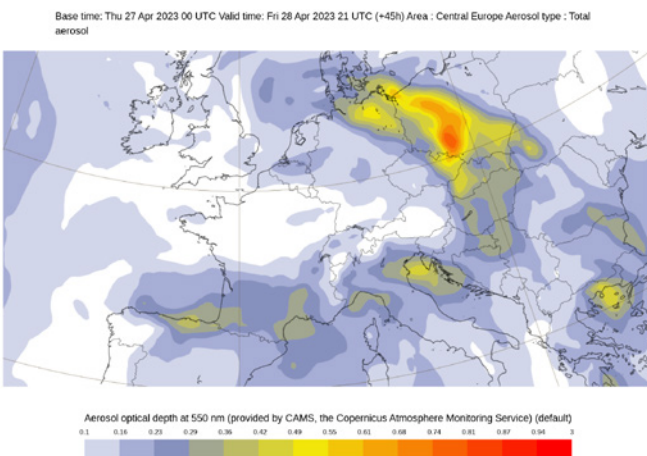 Base time: Thu 27 Apr 2023 00 UTC Valid time: Fri 28 Apr 2023 21 UTC (+45h) Area : Central Europe Aerosol type : Total
aerosol
Aerosol optical depth at 550 nm (provided by CAMS, the Copernicus Atmosphere Monitoring Service) (default)
0.1 0.16 0.23 0.29 0.36 0.42 0.49 0.55 0.61 0.68 0.74 0.81 0.87 0.94 3